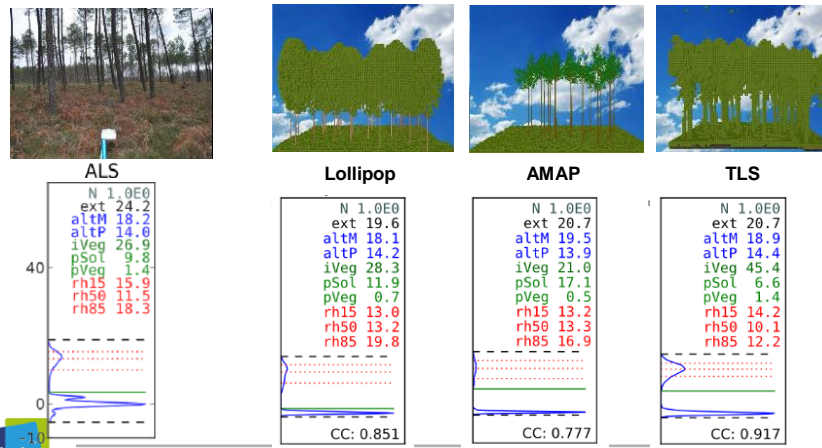 ALS
N 1.0E0
ext 24.2
altM 18.2
altP 14.0
iVeg 26.9
pSol 9.8
pVeg 1.4
rh15 15.9
rh50 11.5
rh85 18.3
40
0
-10
Lollipop
N 1.0E0
ext 19.6
altM 18.1
altP 14.2
iVeg 28.3
pSol 11.9
pVeg 0.7
rh15 13.0
rh50 13.2
rh85 19.8
CC: 0.851
AMAP
N 1.0E0
ext 20.7
altM 19.5
altP 13.9
iVeg 21.0
pSol 17.1
pVeg 0.5
rh15 13.2
rh50 13.3
rh85 16.9
CC: 0.777
TLS
N 1.0E0
ext 20.7
altM 18.9
altP 14.4
iVeg 45.4
pSol 6.6
pVeg 1.4
rh15 14.2
rh50 10.1
rh85 12.2
CC: 0.917